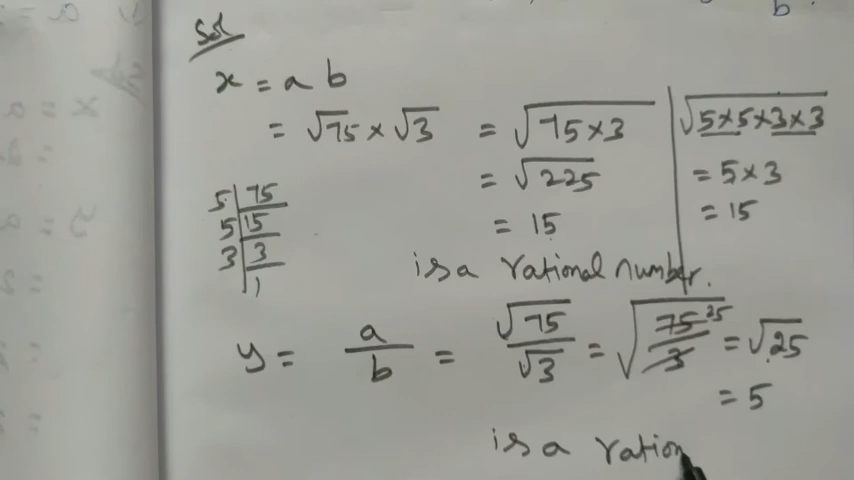 b.
Sol
x = a b
= √75 × √3 = √75×3 √5×5×3×3
= √225 = 5×3
= 15 = 15
5 | 75
5 | 15
3 | 3
1
is a rational number.
y = a/b = √75/√3 = √75/3 25 = √25
= 5
is a ration